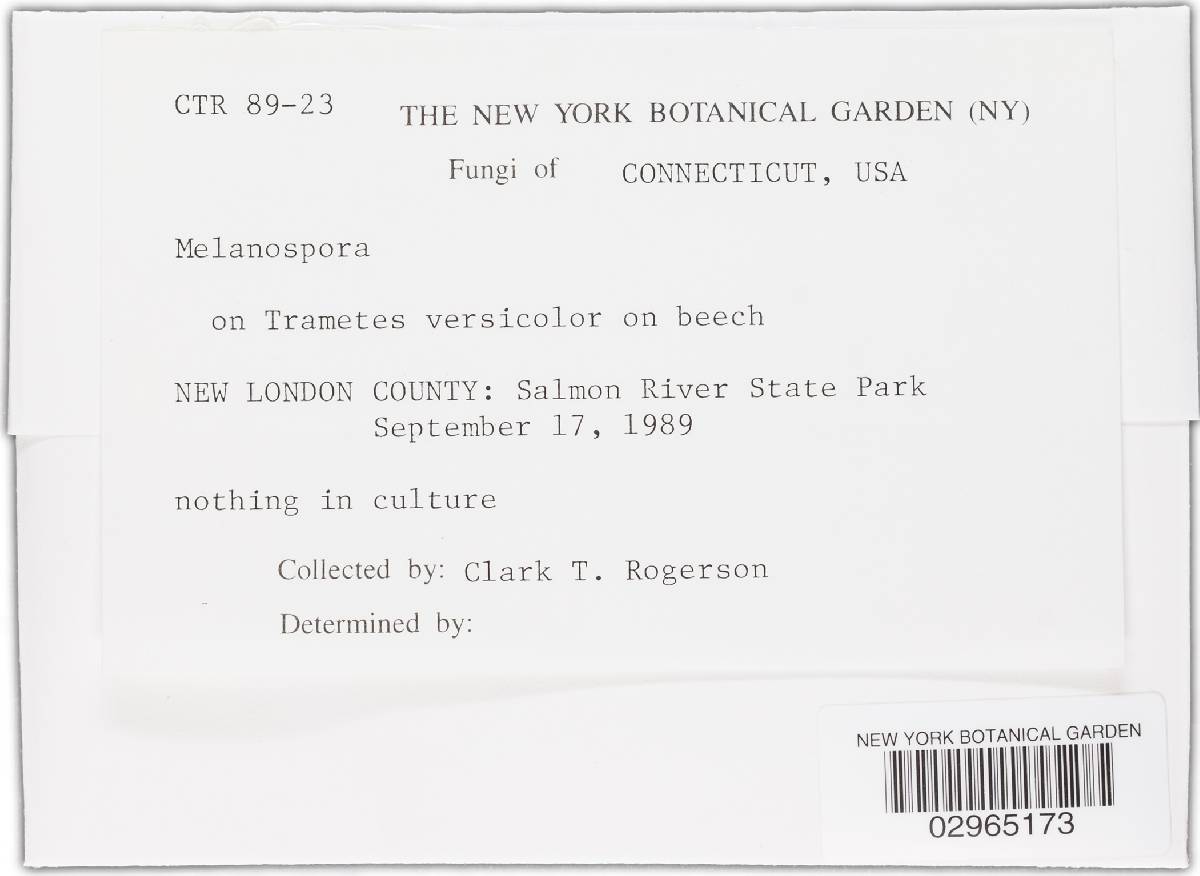 CTR 89-23
THE NEW YORK BOTANICAL GARDEN (NY)
Fungi of CONNECTICUT, USA
Melanospora
on Trametes versicolor on beech
NEW LONDON COUNTY: Salmon River State Park
September 17, 1989
nothing in culture
Collected by: Clark T. Rogerson
Determined by:
NEW YORK BOTANICAL GARDEN
02965173